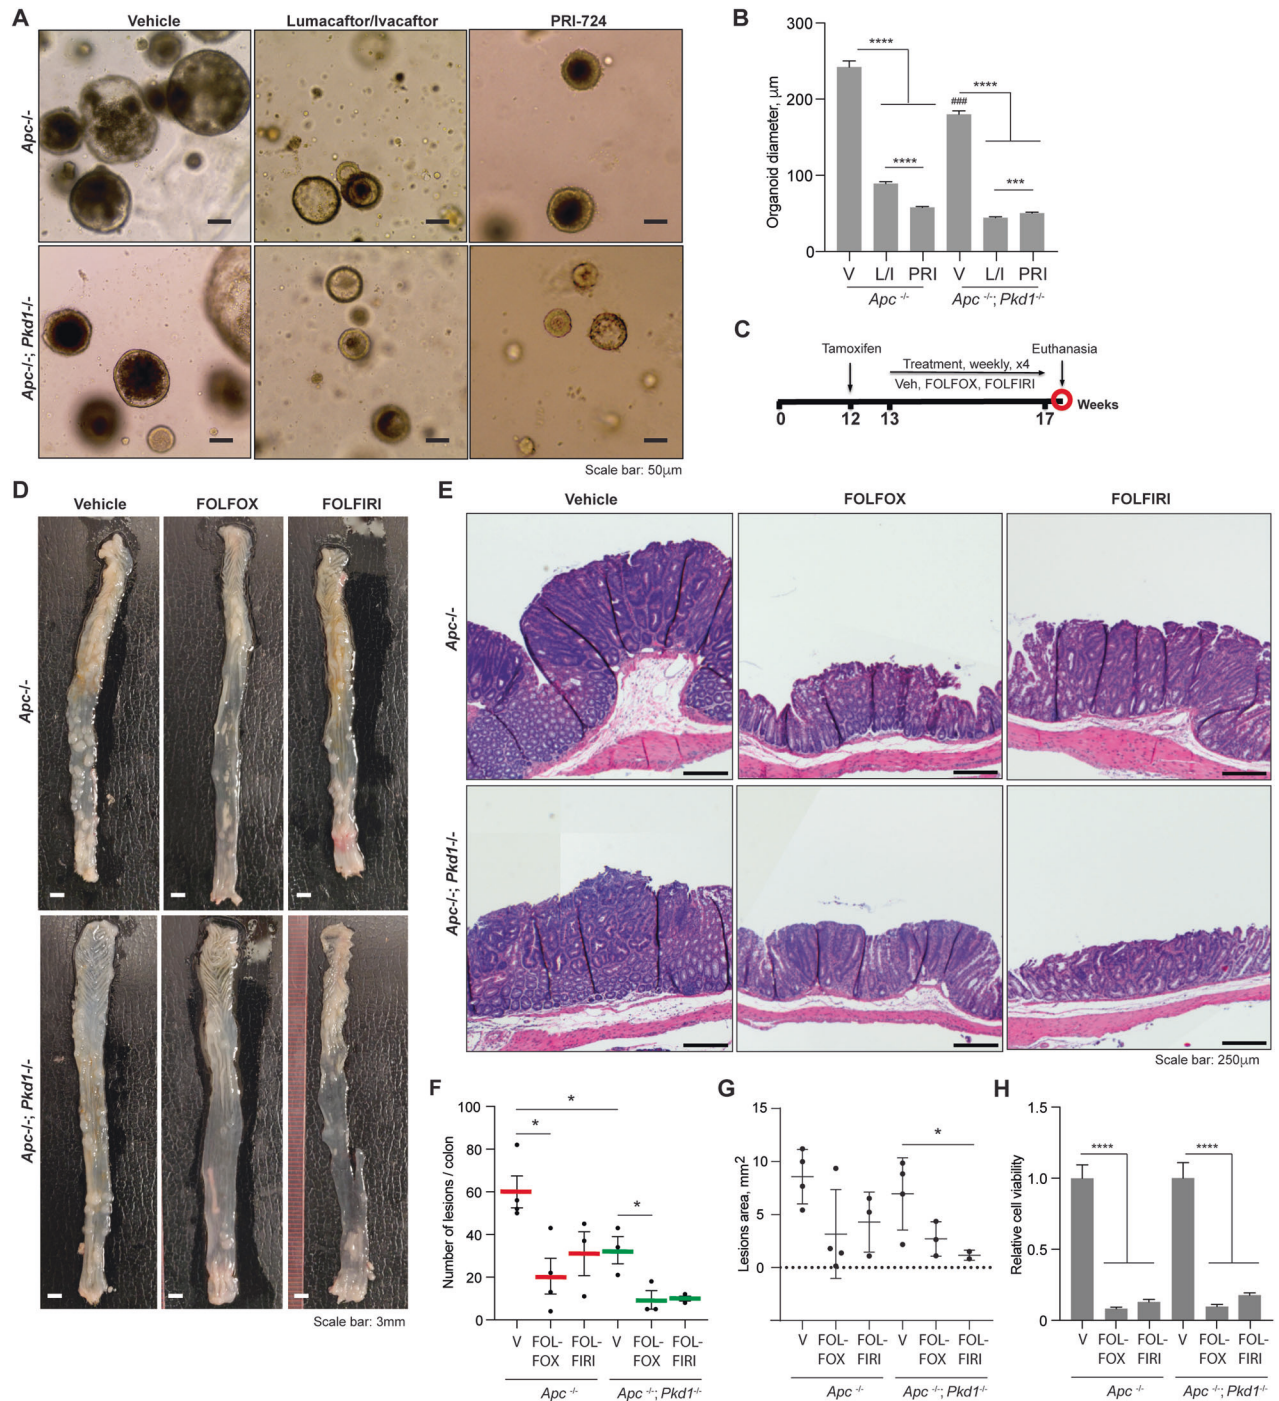 A
Vehicle
Lumacaftor/Ivacaftor
PRI-724
Apc-/-
Apc-/-; Pkd1-/-
Scale bar: 50μm
B
Organoid diameter, μm
300
200
100
0
****
****
###
****
***
V L/I PRI V L/I PRI
Apc -/- Apc -/-; Pkd1-/-
C
Tamoxifen
Treatment, weekly, x4
Veh, FOLFOX, FOLFIRI
Euthanasia
Weeks
0 12 13 17
D
Vehicle
FOLFOX
FOLFIRI
Apc-/-
Apc-/-; Pkd1-/-
Scale bar: 3mm
E
Vehicle
FOLFOX
FOLFIRI
Apc-/-
Apc-/-; Pkd1-/-
Scale bar: 250μm
F
Number of lesions / colon
100
80
60
40
20
0
*
*
*
V FOL-FOX FOL-FIRI V FOL-FOX FOL-FIRI
Apc -/- Apc -/-; Pkd1-/-
G
Lesions area, mm2
15
10
5
0
*
V FOL-FOX FOL-FIRI V FOL-FOX FOL-FIRI
Apc -/- Apc -/-; Pkd1-/-
H
Relative cell viability
1.5
1.0
0.5
0
****
****
V FOL-FOX FOL-FIRI V FOL-FOX FOL-FIRI
Apc -/- Apc -/-; Pkd1-/-